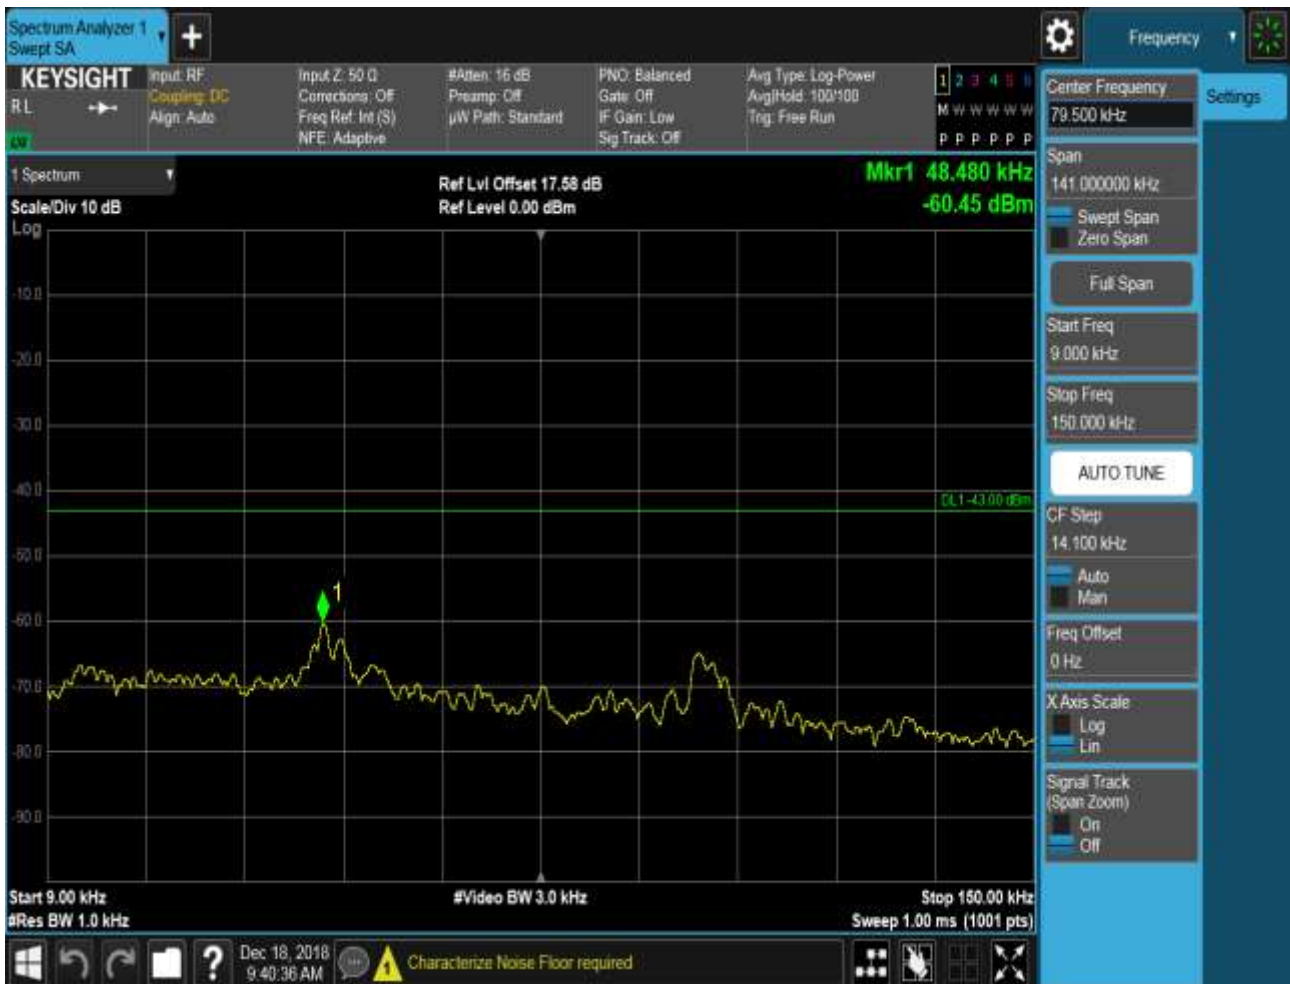 Spectrum Analyzer 1
Swept SA
+
Frequency
KEYSIGHT
R L
Input: RF
Coupling: DC
Align: Auto
Input Z: 50 Ω
Corrections: Off
Freq Ref: Int (S)
NFE: Adaptive
#Atten: 16 dB
Preamp: Off
µW Path: Standard
PNO: Balanced
Gate: Off
IF Gain: Low
Sig Track: Off
Avg Type: Log-Power
Avg|Hold: 100/100
Trig: Free Run
1 2 3 4 5 6
M W W W W W
P P P P P P
1 Spectrum
Scale/Div 10 dB
Ref Lvl Offset 17.58 dB
Ref Level 0.00 dBm
Mkr1 48.480 kHz
-60.45 dBm
Log
-10.0
-20.0
-30.0
-40.0
-50.0
-60.0
-70.0
-80.0
-90.0
DL1 -43.00 dBm
1
Start 9.00 kHz
#Res BW 1.0 kHz
#Video BW 3.0 kHz
Stop 150.00 kHz
Sweep 1.00 ms (1001 pts)
Center Frequency
79.500 kHz
Settings
Span
141.000000 kHz
Swept Span
Zero Span
Full Span
Start Freq
9.000 kHz
Stop Freq
150.000 kHz
AUTO TUNE
CF Step
14.100 kHz
Auto
Man
Freq Offset
0 Hz
X Axis Scale
Log
Lin
Signal Track
(Span Zoom)
On
Off
?
Dec 18, 2018
9:40:36 AM
1
Characterize Noise Floor required